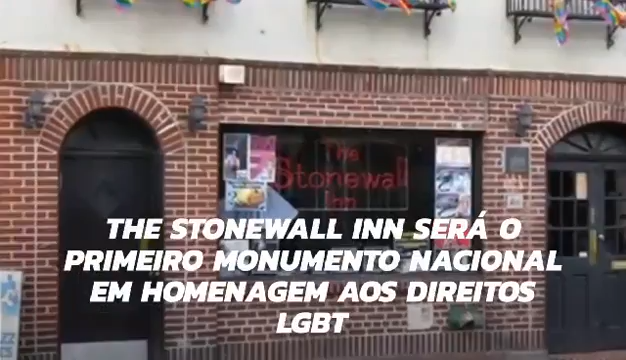 The
Stonewall
Inn
THE STONEWALL INN SERÁ O
PRIMEIRO MONUMENTO NACIONAL
EM HOMENAGEM AOS DIREITOS
LGBT